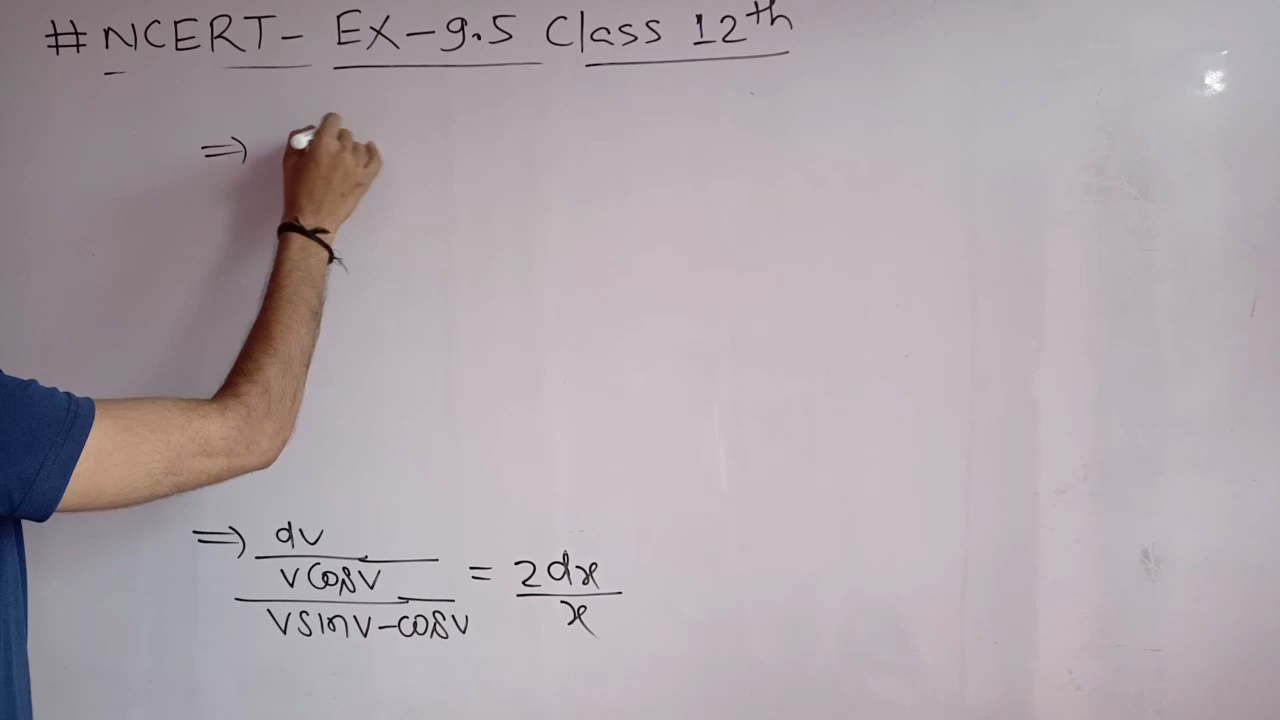 #NCERT- EX-9.5 Class 12th
⇒
⇒ dv
v cosv = 2dx
vsinv-cosv x